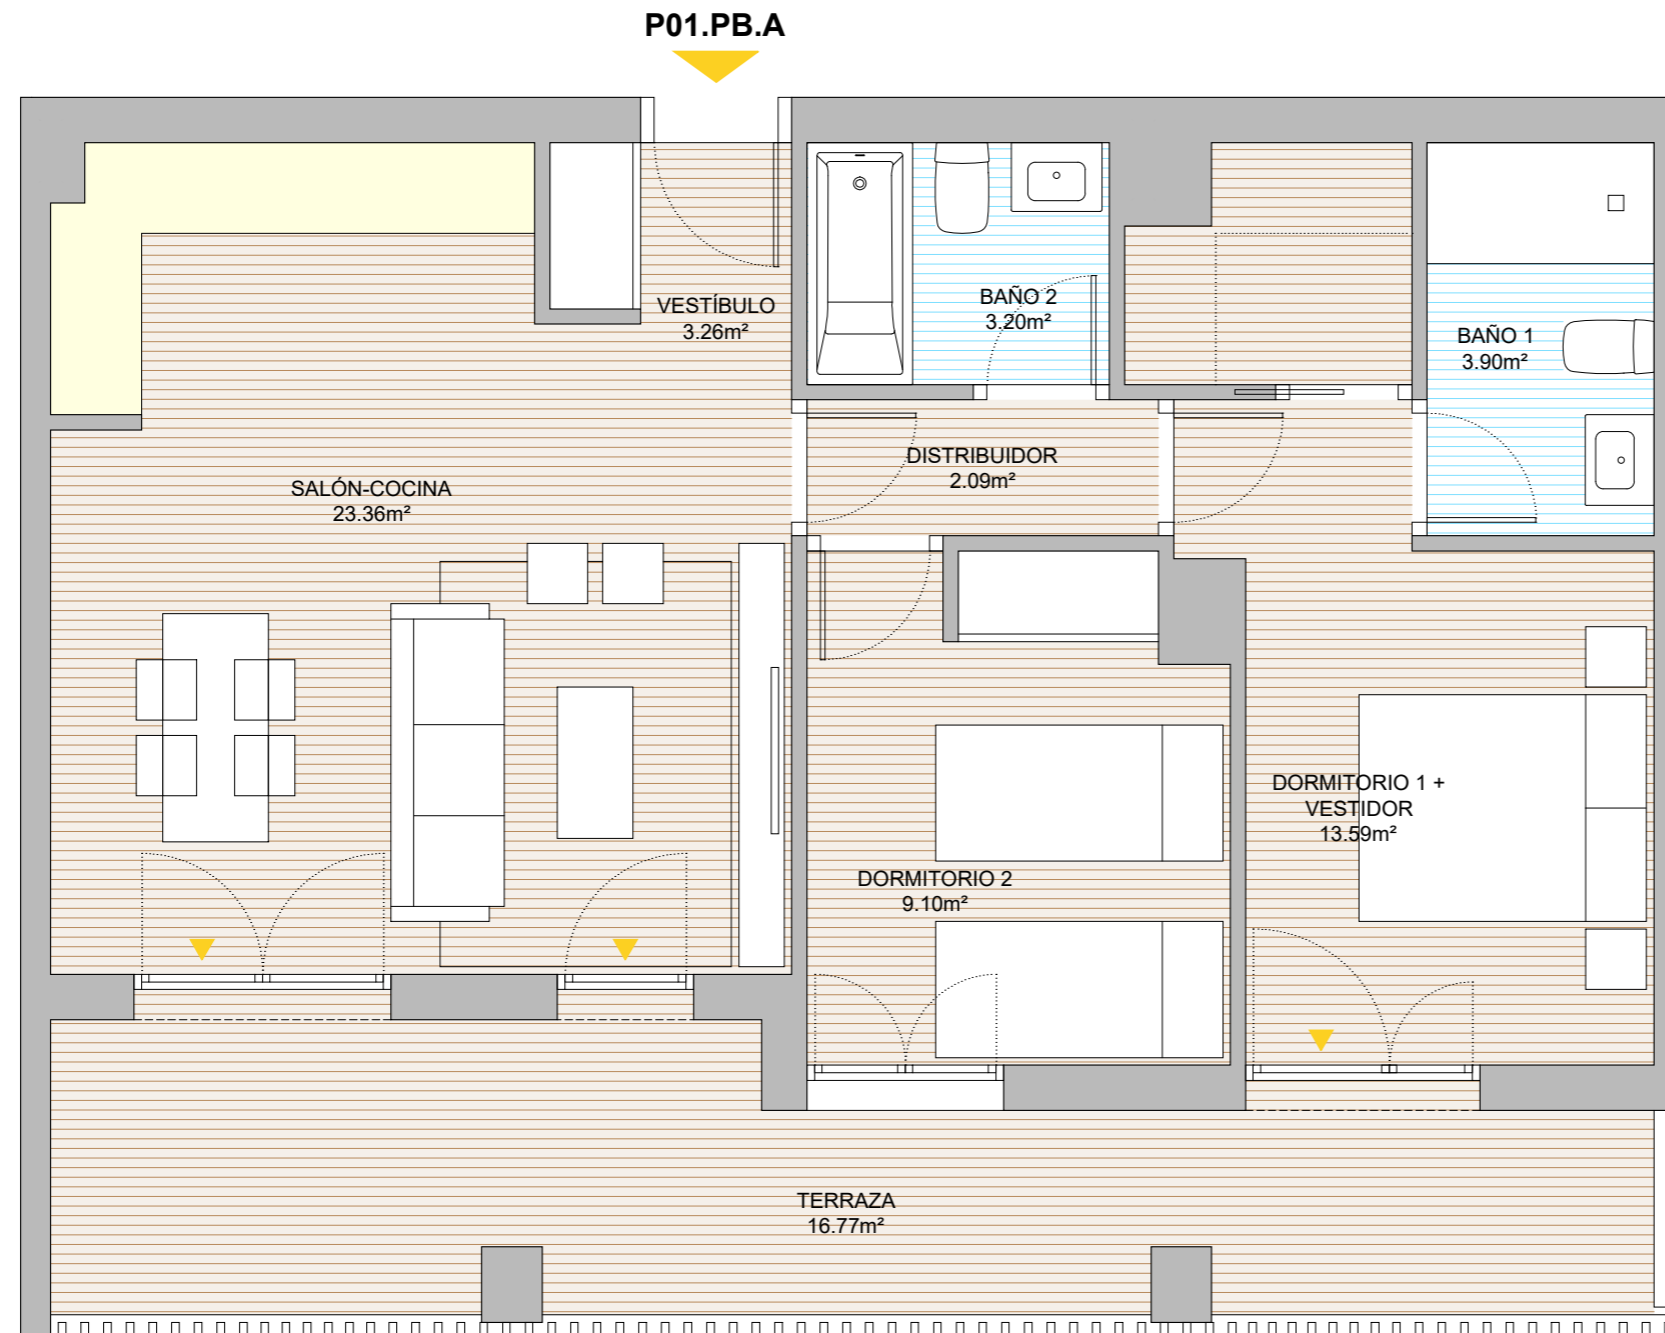 P01.PB.A
VESTÍBULO
3.26m²
BAÑO 2
3.20m²
BAÑO 1
3.90m²
DISTRIBUIDOR
2.09m²
SALÓN-COCINA
23.36m²
DORMITORIO 1 +
VESTIDOR
13.59m²
DORMITORIO 2
9.10m²
TERRAZA
16.77m²